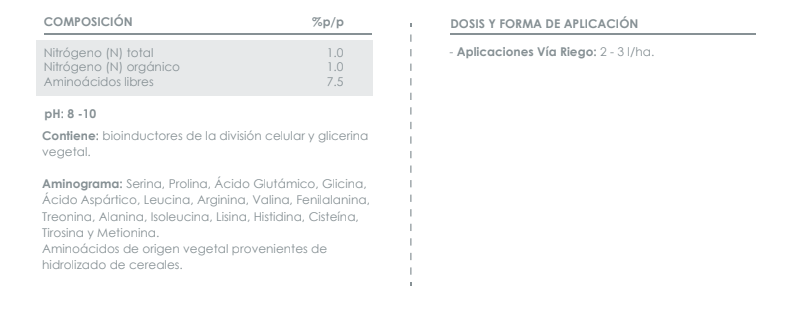 COMPOSICIÓN %p/p
Nitrógeno (N) total 1.0
Nitrógeno (N) orgánico 1.0
Aminoácidos libres 7.5
pH: 8 -10
Contiene: bioinductores de la división celular y glicerina
vegetal.
Aminograma: Serina, Prolina, Ácido Glutámico, Glicina,
Ácido Aspártico, Leucina, Arginina, Valina, Fenilalanina,
Treonina, Alanina, Isoleucina, Lisina, Histidina, Cisteína,
Tirosina y Metionina.
Aminoácidos de origen vegetal provenientes de
hidrolizado de cereales.
DOSIS Y FORMA DE APLICACIÓN
- Aplicaciones Vía Riego: 2 - 3 l/ha.